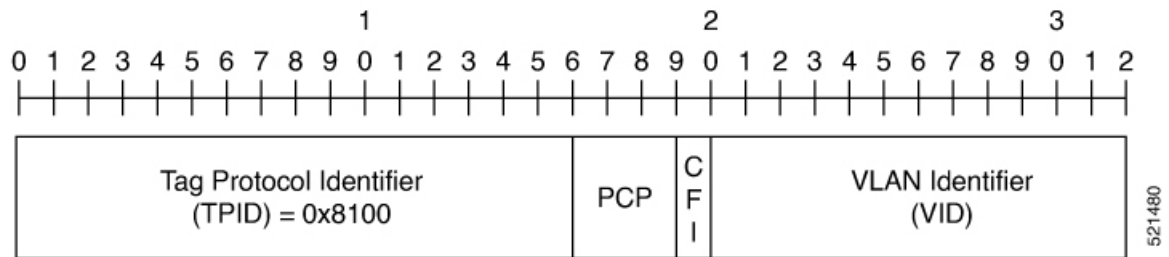 1 2 3
0 1 2 3 4 5 6 7 8 9 0 1 2 3 4 5 6 7 8 9 0 1 2 3 4 5 6 7 8 9 0 1 2
Tag Protocol Identifier
(TPID) = 0x8100
PCP
C
F
I
VLAN Identifier
(VID)
521480